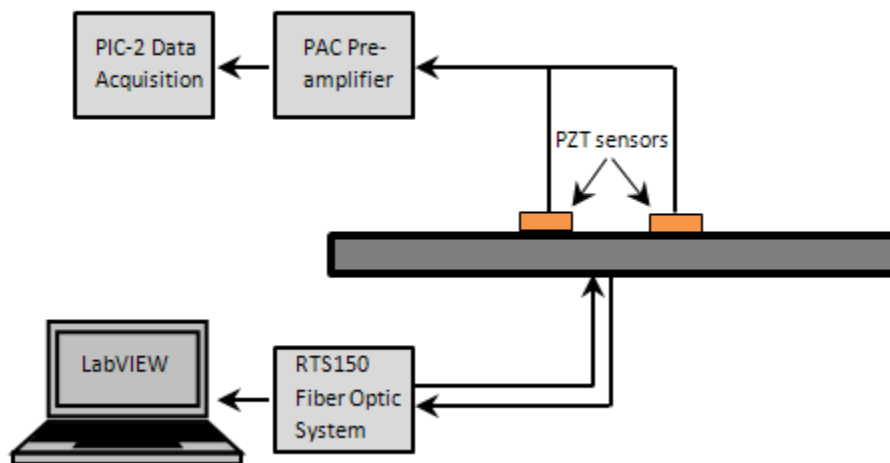 PIC-2 Data
Acquisition
PAC Pre-
amplifier
PZT sensors
LabVIEW
RTS150
Fiber Optic
System